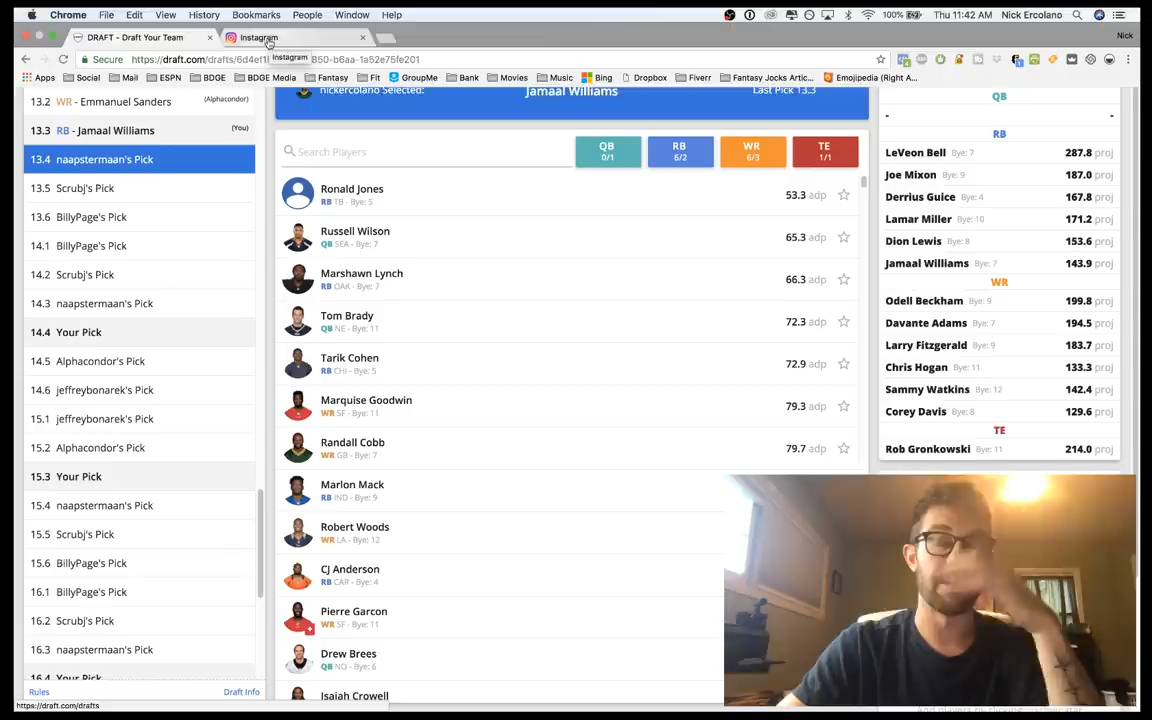 Chrome File Edit View History Bookmarks People Window Help 100% Thu 11:42 AM Nick Ercolano
DRAFT - Draft Your Team × Instagram × Nick
Secure https://draft.com/drafts/ 850-b6aa-1a52e75fe201
Instagram
Apps Social Mail ESPN BDGE BDGE Media Fantasy Fit GroupMe Bank Movies Music Bing Dropbox Fiverr Fantasy Jocks Artic... Emojipedia (Right A...
13.2 WR - Emmanuel Sanders (Alphacondor)
13.3 RB - Jamaal Williams (You)
13.4 naapstermaan's Pick
13.5 Scrubj's Pick
13.6 BillyPage's Pick
14.1 BillyPage's Pick
14.2 Scrubj's Pick
14.3 naapstermaan's Pick
14.4 Your Pick
14.5 Alphacondor's Pick
14.6 jeffreybonarek's Pick
15.1 jeffreybonarek's Pick
15.2 Alphacondor's Pick
15.3 Your Pick
15.4 naapstermaan's Pick
15.5 Scrubj's Pick
15.6 BillyPage's Pick
16.1 BillyPage's Pick
16.2 Scrubj's Pick
16.3 naapstermaan's Pick
16.4 Your Pick
Rules Draft Info
https://draft.com/drafts
nickercolano Selected: Jamaal Williams Last Pick 13.3
Search Players
QB 0/1
RB 6/2
WR 6/3
TE 1/1
Ronald Jones 53.3 adp
RB TB - Bye: 5
Russell Wilson 65.3 adp
QB SEA - Bye: 7
Marshawn Lynch 66.3 adp
RB OAK - Bye: 7
Tom Brady 72.3 adp
QB NE - Bye: 11
Tarik Cohen 72.9 adp
RB CHI - Bye: 5
Marquise Goodwin 79.3 adp
WR SF - Bye: 11
Randall Cobb 79.7 adp
WR GB - Bye: 7
Marlon Mack
RB IND - Bye: 9
Robert Woods
WR LA - Bye: 12
CJ Anderson
RB CAR - Bye: 4
Pierre Garcon
WR SF - Bye: 11
Drew Brees
QB NO - Bye: 6
Isaiah Crowell
QB
- -
RB
LeVeon Bell Bye: 7 287.8 proj
Joe Mixon Bye: 9 187.0 proj
Derrius Guice Bye: 4 167.8 proj
Lamar Miller Bye: 10 171.2 proj
Dion Lewis Bye: 8 153.6 proj
Jamaal Williams Bye: 7 143.9 proj
WR
Odell Beckham Bye: 9 199.8 proj
Davante Adams Bye: 7 194.5 proj
Larry Fitzgerald Bye: 9 183.7 proj
Chris Hogan Bye: 11 133.3 proj
Sammy Watkins Bye: 12 142.4 proj
Corey Davis Bye: 8 129.6 proj
TE
Rob Gronkowski Bye: 11 214.0 proj